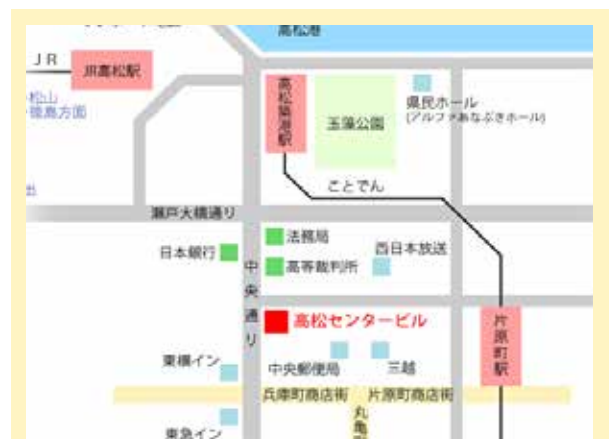 高松港
JR
JR高松駅
松山
徳島方面
高松築港駅
玉藻公園
県民ホール
(アルファあなぶきホール)
ことでん
瀬戸大橋通り
法務局
日本銀行
西日本放送
高等裁判所
中央通り
高松センタービル
片原町駅
東横イン
中央郵便局
三越
兵庫町商店街
片原町商店街
丸亀
東急イン